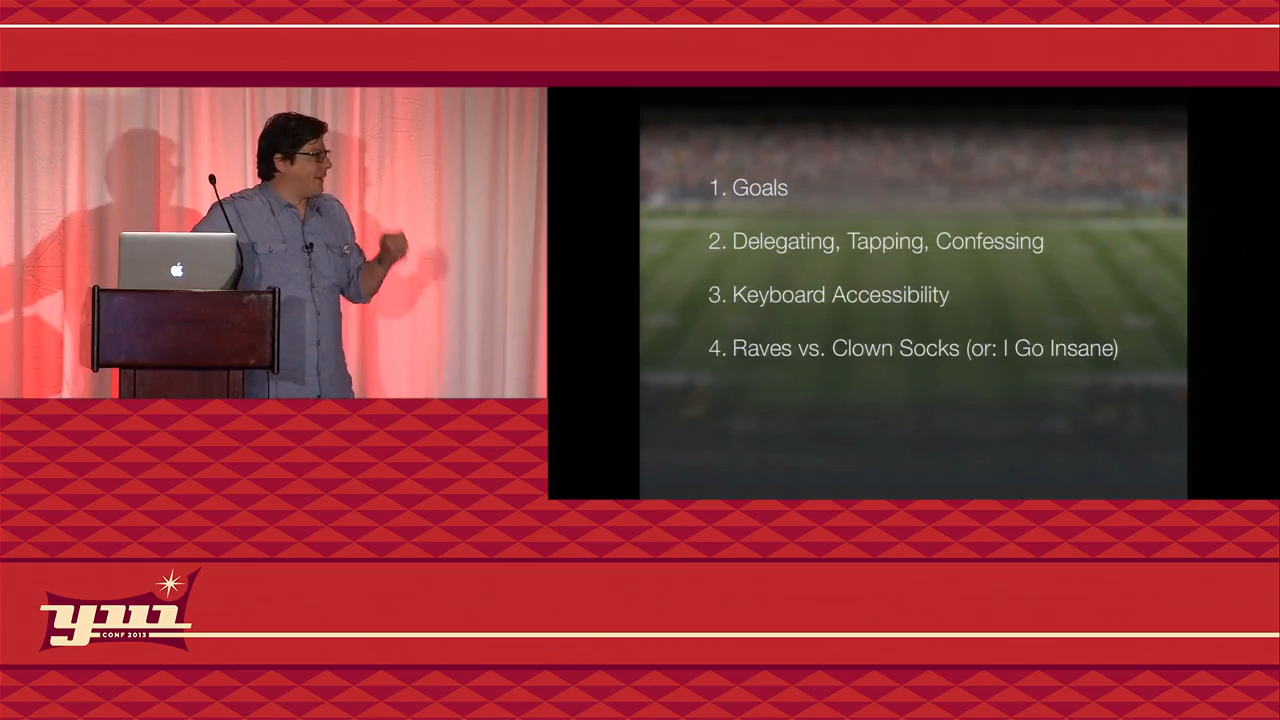 1. Goals
2. Delegating, Tapping, Confessing
3. Keyboard Accessibility
4. Raves vs. Clown Socks (or: I Go Insane)
yui
CONF 2013